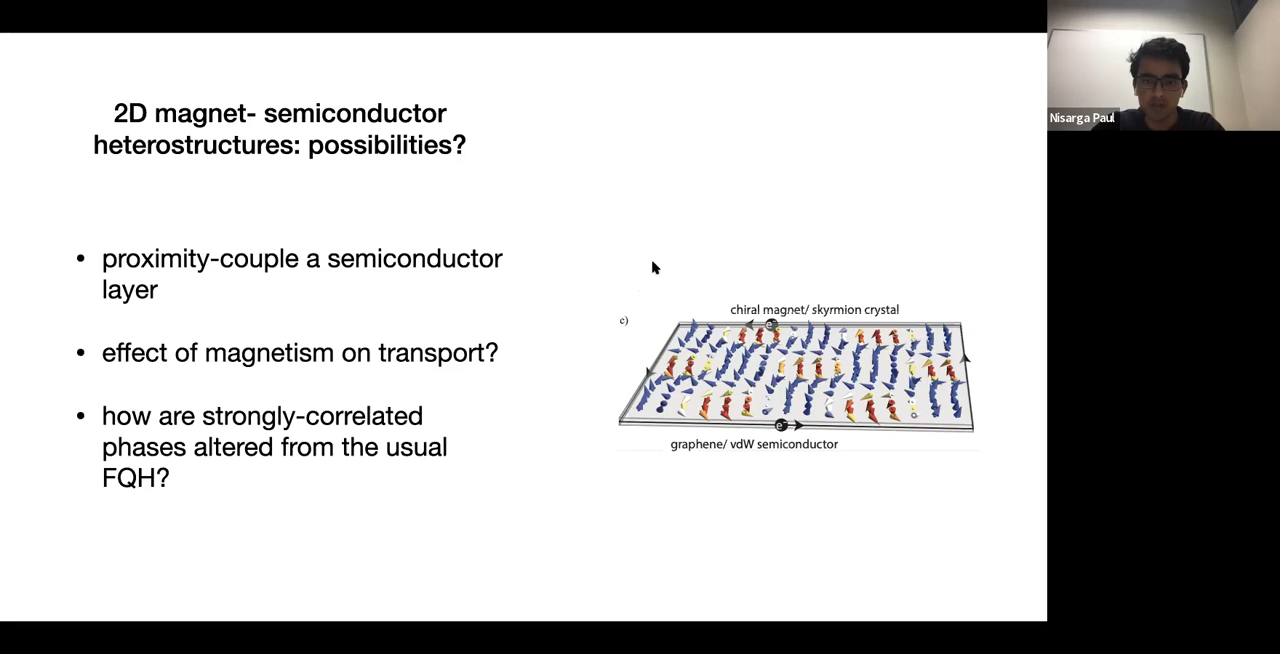 2D magnet- semiconductor
heterostructures: possibilities?
• proximity-couple a semiconductor
layer
• effect of magnetism on transport?
• how are strongly-correlated
phases altered from the usual
FQH?
c)
chiral magnet/ skyrmion crystal
e⁻
e⁻
graphene/ vdW semiconductor
Nisarga Paul